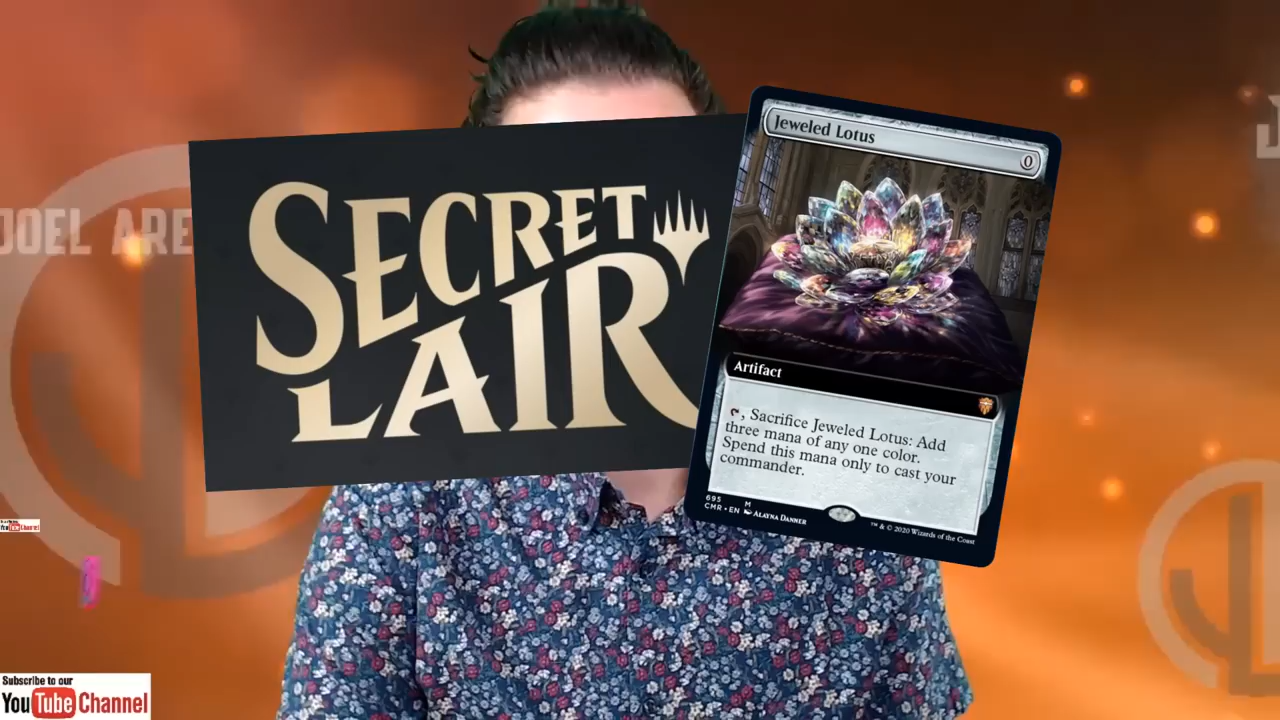 JOEL ARE
SECRET
LAIR
Jeweled Lotus
0
Artifact
, Sacrifice Jeweled Lotus: Add
three mana of any one color.
Spend this mana only to cast your
commander.
695 M
CMR • EN ALAYNA DANNER
™ & © 2020 Wizards of the Coast
YouTube Channel
Subscribe to our
YouTube Channel